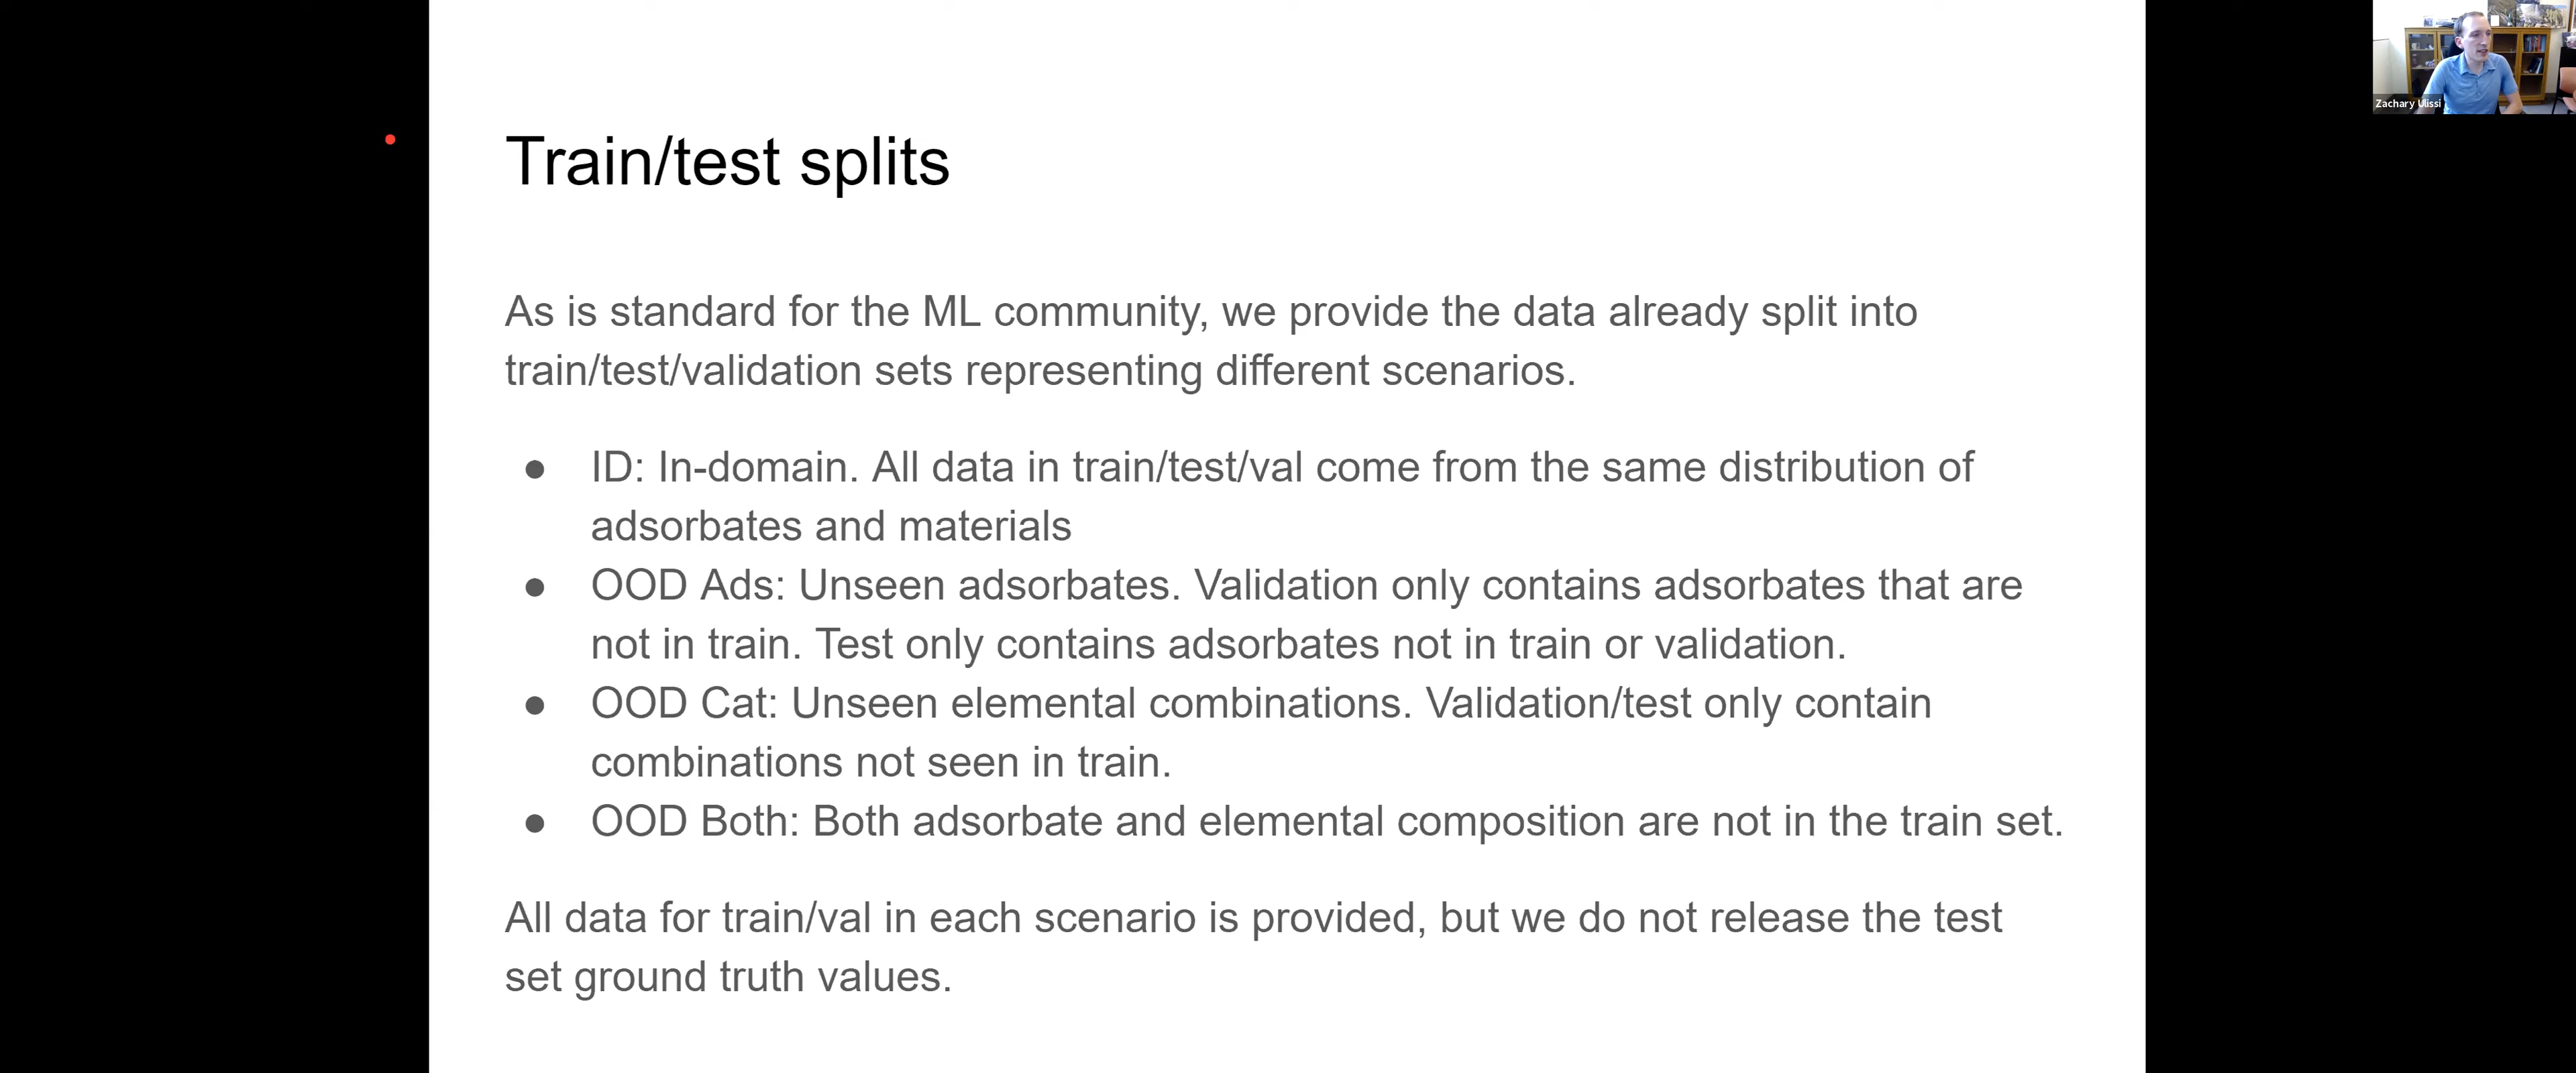 Zachary Ulissi
Train/test splits
As is standard for the ML community, we provide the data already split into
train/test/validation sets representing different scenarios.
● ID: In-domain. All data in train/test/val come from the same distribution of
adsorbates and materials
● OOD Ads: Unseen adsorbates. Validation only contains adsorbates that are
not in train. Test only contains adsorbates not in train or validation.
● OOD Cat: Unseen elemental combinations. Validation/test only contain
combinations not seen in train.
● OOD Both: Both adsorbate and elemental composition are not in the train set.
All data for train/val in each scenario is provided, but we do not release the test
set ground truth values.